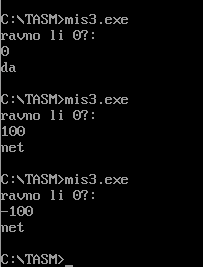 C:\TASM>mis3.exe
ravno li 0?:
0
da
C:\TASM>mis3.exe
ravno li 0?:
100
net
C:\TASM>mis3.exe
ravno li 0?:
-100
net
C:\TASM>_